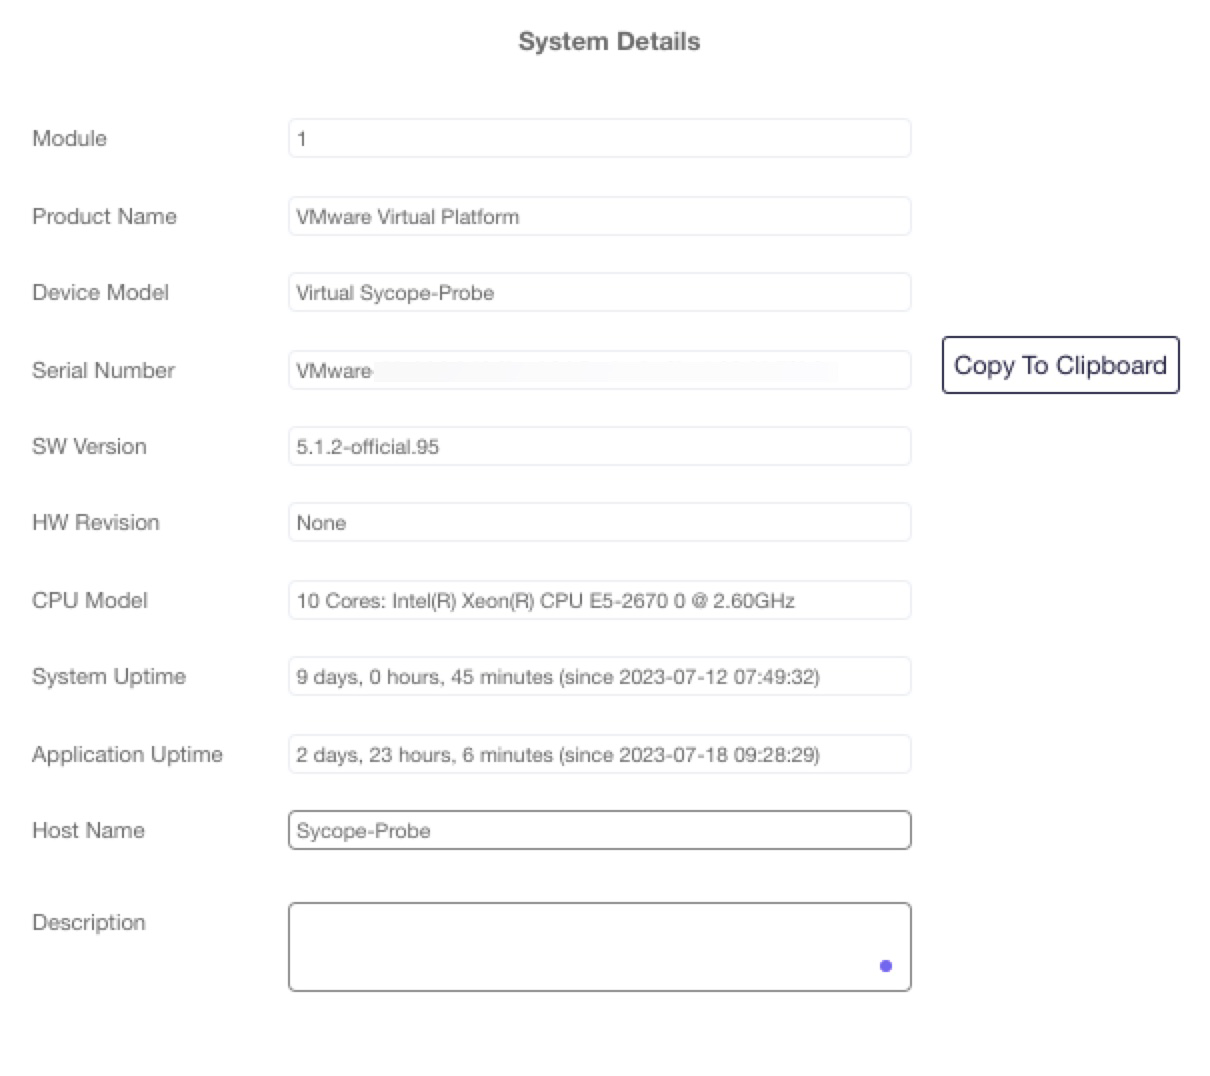 System Details
Module 1
Product Name VMware Virtual Platform
Device Model Virtual Sycope-Probe
Serial Number VMware- Copy To Clipboard
SW Version 5.1.2-official.95
HW Revision None
CPU Model 10 Cores: Intel(R) Xeon(R) CPU E5-2670 0 @ 2.60GHz
System Uptime 9 days, 0 hours, 45 minutes (since 2023-07-12 07:49:32)
Application Uptime 2 days, 23 hours, 6 minutes (since 2023-07-18 09:28:29)
Host Name Sycope-Probe
Description